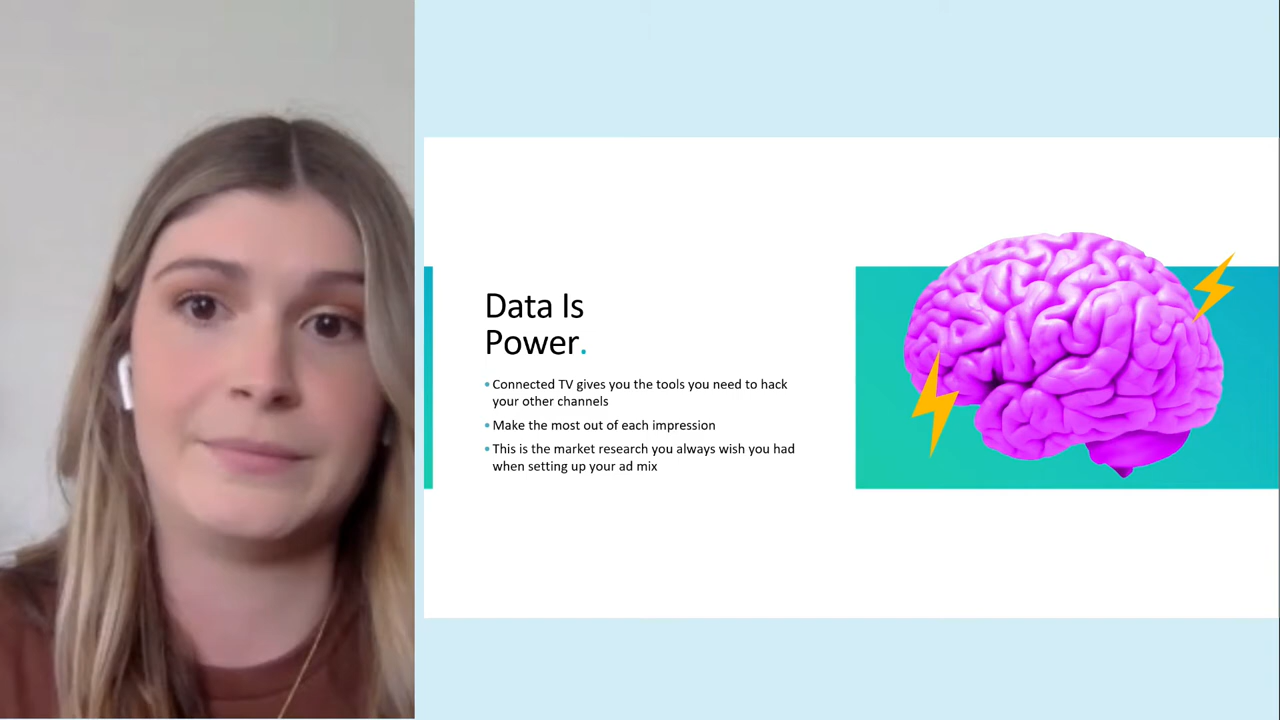 Data Is
Power.
•Connected TV gives you the tools you need to hack
your other channels
•Make the most out of each impression
•This is the market research you always wish you had
when setting up your ad mix